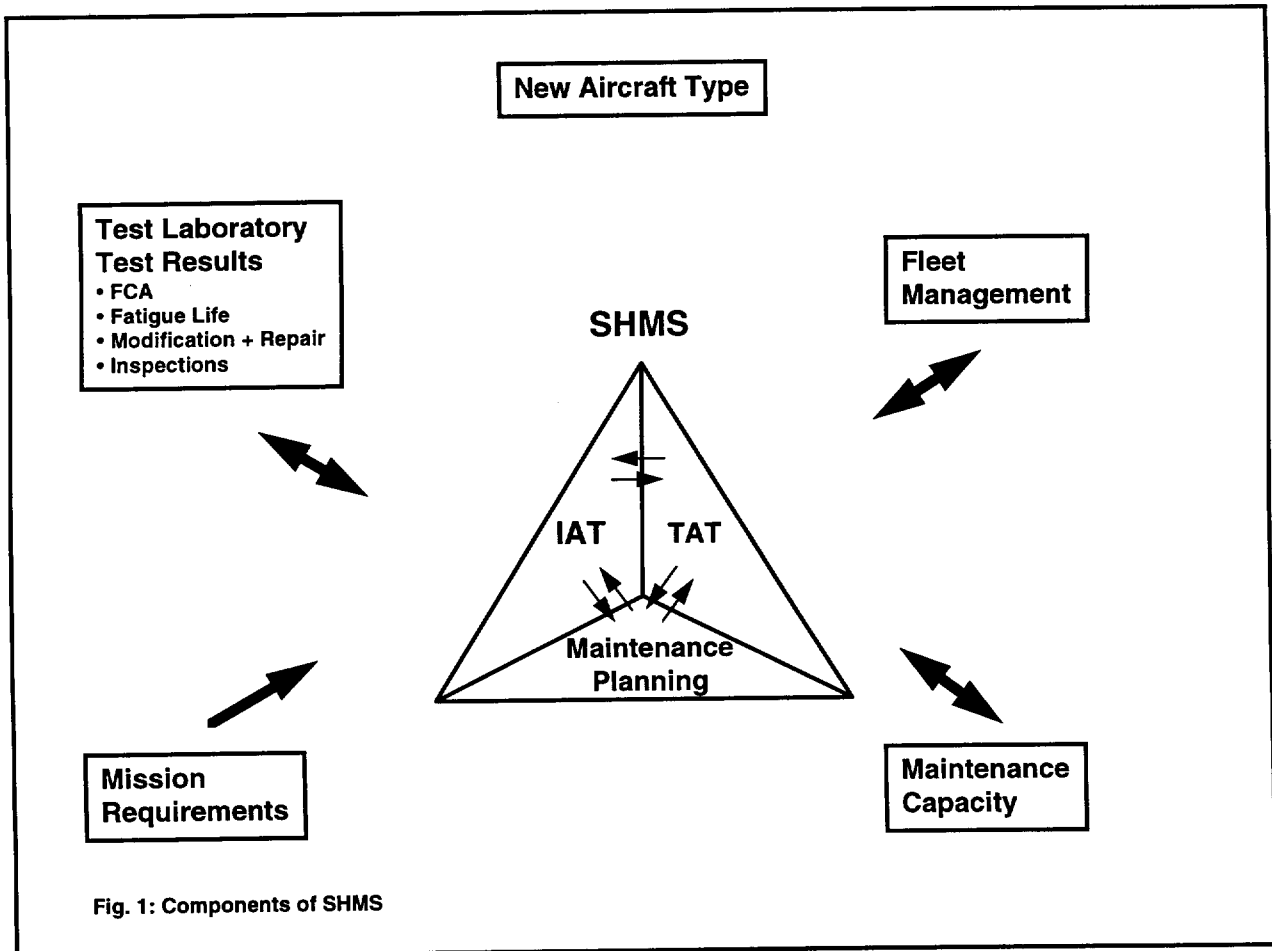 New Aircraft Type
Test Laboratory
Test Results
• FCA
• Fatigue Life
• Modification + Repair
• Inspections
Fleet
Management
SHMS
IAT
TAT
Maintenance
Planning
Mission
Requirements
Maintenance
Capacity
Fig. 1: Components of SHMS